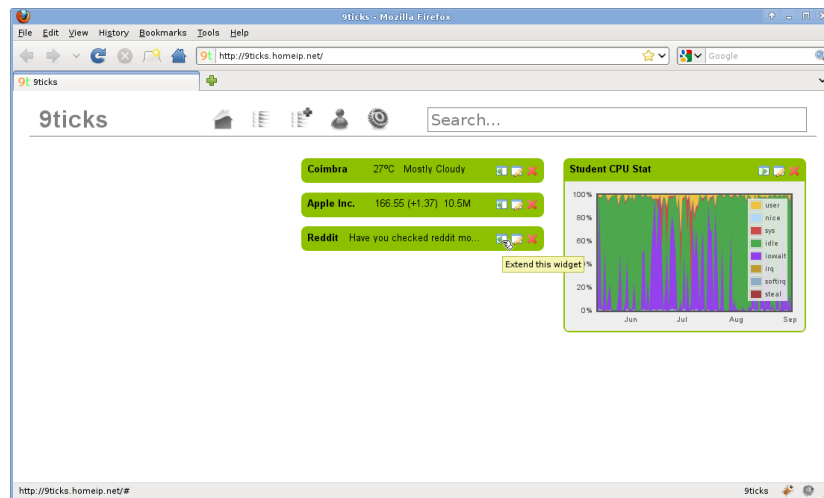 9ticks - Mozilla Firefox
File Edit View History Bookmarks Tools Help
9t http://9ticks.homeip.net/ Google
9t 9ticks
9ticks Search...
Coimbra 27ºC Mostly Cloudy
Apple Inc. 166.55 (+1.37) 10.5M
Reddit Have you checked reddit mo...
Extend this widget
Student CPU Stat
100%
80%
60%
%
20%
0%
Jun Jul Aug Sep
user
nice
sys
idle
iowait
irq
softirq
steal
http://9ticks.homeip.net/# 9ticks